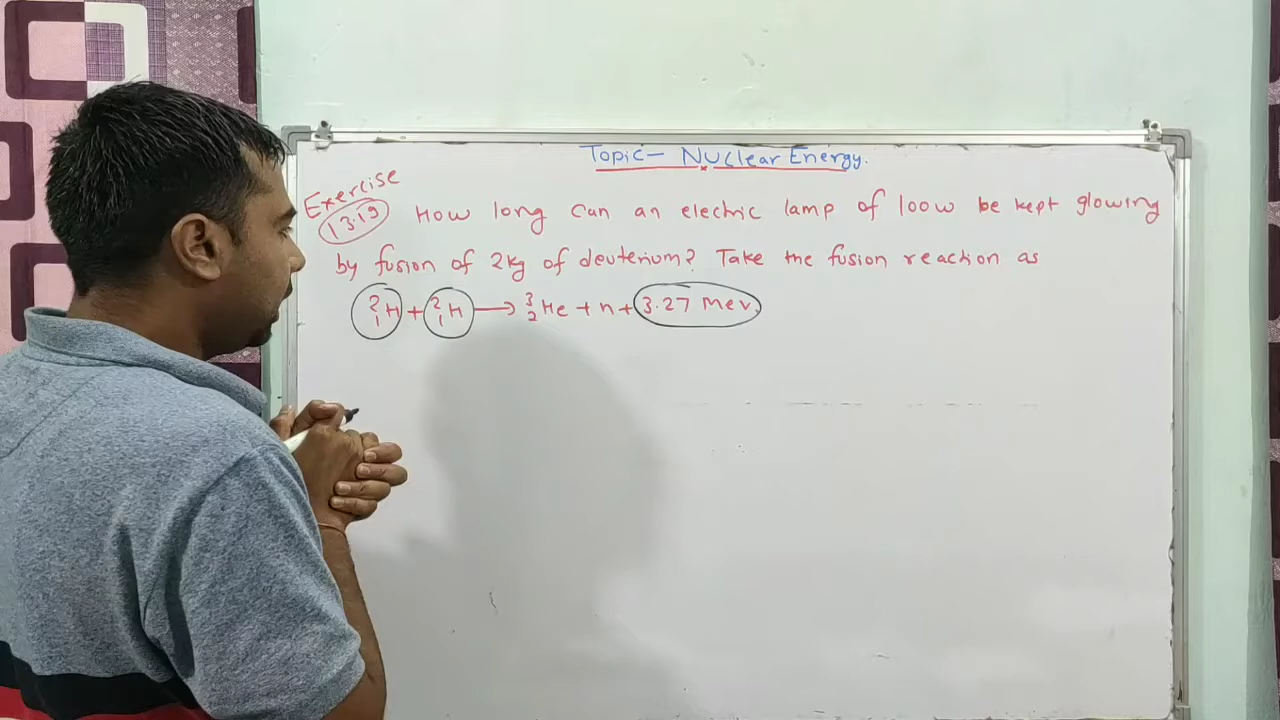 Topic- Nuclear Energy.
Exercise
13.19 How long can an electric lamp of 100w be kept glowing
by fusion of 2kg of deuterium? Take the fusion reaction as
²₁H + ²₁H ⟶ ³₂He + n + 3.27 Mev.